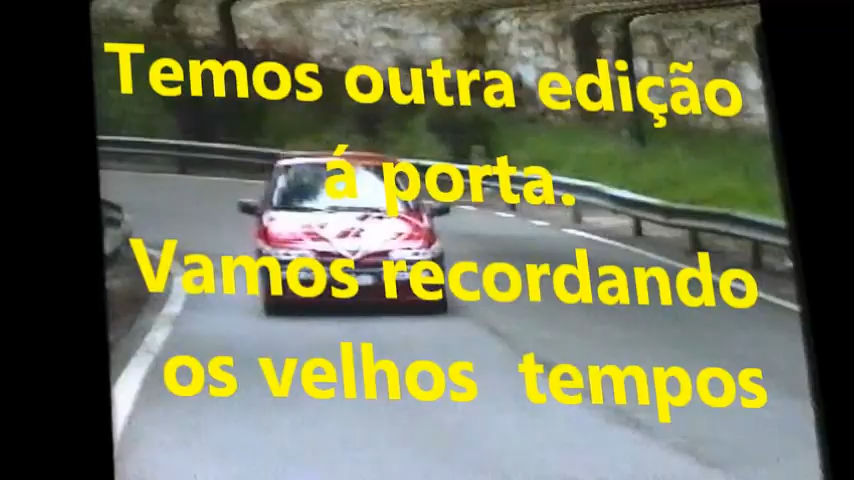 Temos outra edição
á porta.
Vamos recordando
os velhos tempos